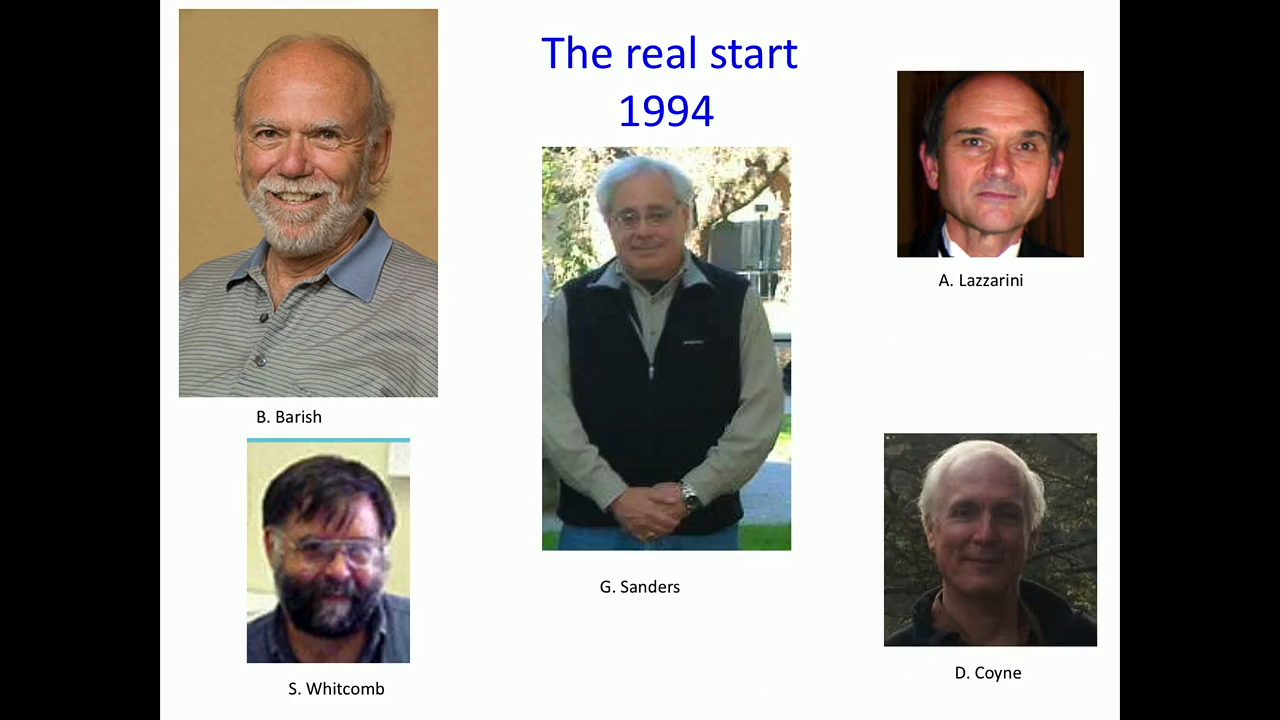 The real start
1994
B. Barish
A. Lazzarini
G. Sanders
S. Whitcomb
D. Coyne